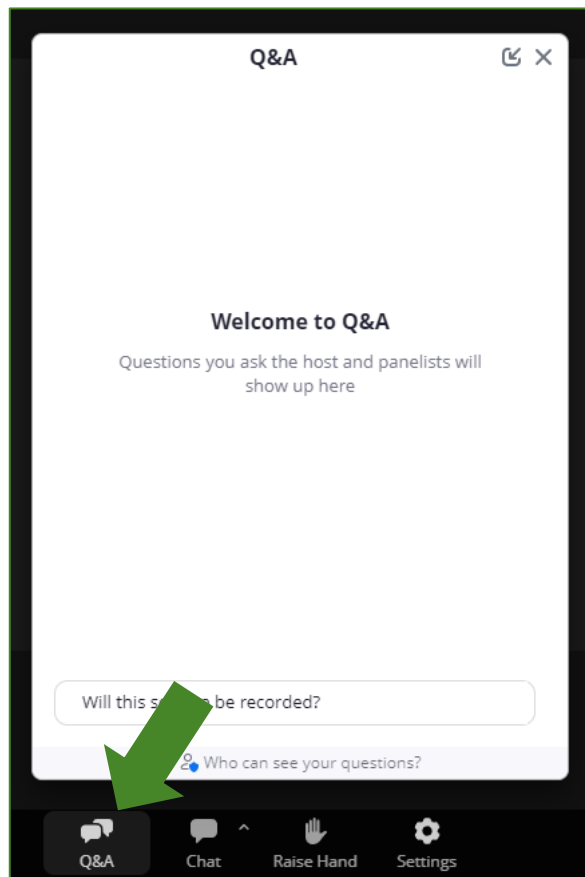 Q&A
Welcome to Q&A
Questions you ask the host and panelists will
show up here
Will this be recorded?
Who can see your questions?
Q&A Chat Raise Hand Settings